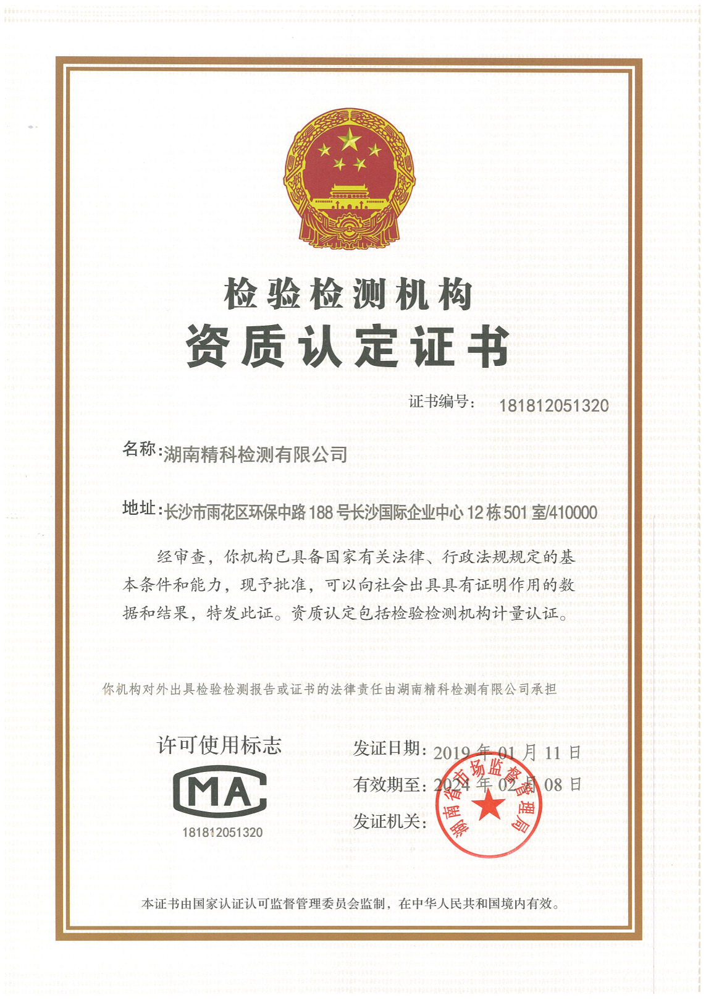 检验检测机构
资质认定证书
证书编号： 181812051320
名称：湖南精科检测有限公司
地址：长沙市雨花区环保中路 188 号长沙国际企业中心 12 栋 501 室/410000
经审查，你机构已具备国家有关法律、行政法规规定的基
本条件和能力，现予批准，可以向社会出具具有证明作用的数
据和结果，特发此证。资质认定包括检验检测机构计量认证。
你机构对外出具检验检测报告或证书的法律责任由湖南精科检测有限公司承担
许可使用标志
MA
181812051320
发证日期：2019 年 01 月 11 日
有效期至：2024 年 02 月 08 日
发证机关：
湖南省市场监督管理局
本证书由国家认证认可监督管理委员会监制，在中华人民共和国境内有效。